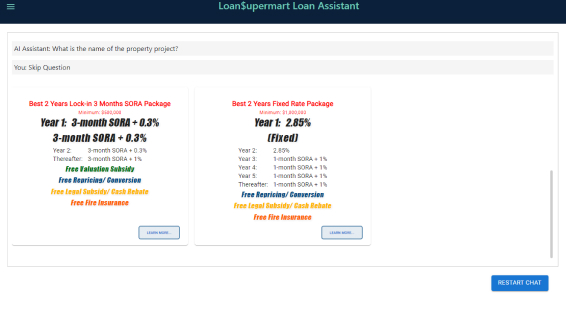 Loan$upermart Loan Assistant
AI Assistant: What is the name of the property project?
You: Skip Question
Best 2 Years Lock-in 3 Months SORA Package
Minimum: $500,000
Year 1: 3-month SORA + 0.3%
3-month SORA + 0.3%
Year 2: 3-month SORA + 0.3%
Thereafter: 3-month SORA + 1%
Free Valuation Subsidy
Free Repricing/ Conversion
Free Legal Subsidy/ Cash Rebate
Free Fire Insurance
LEARN MORE...
Best 2 Years Fixed Rate Package
Minimum: $1,000,000
Year 1: 2.85%
(Fixed)
Year 2: 2.85%
Year 3: 1-month SORA + 1%
Year 4: 1-month SORA + 1%
Year 5: 1-month SORA + 1%
Thereafter: 1-month SORA + 1%
Free Repricing/ Conversion
Free Legal Subsidy/ Cash Rebate
Free Fire Insurance
LEARN MORE...
RESTART CHAT